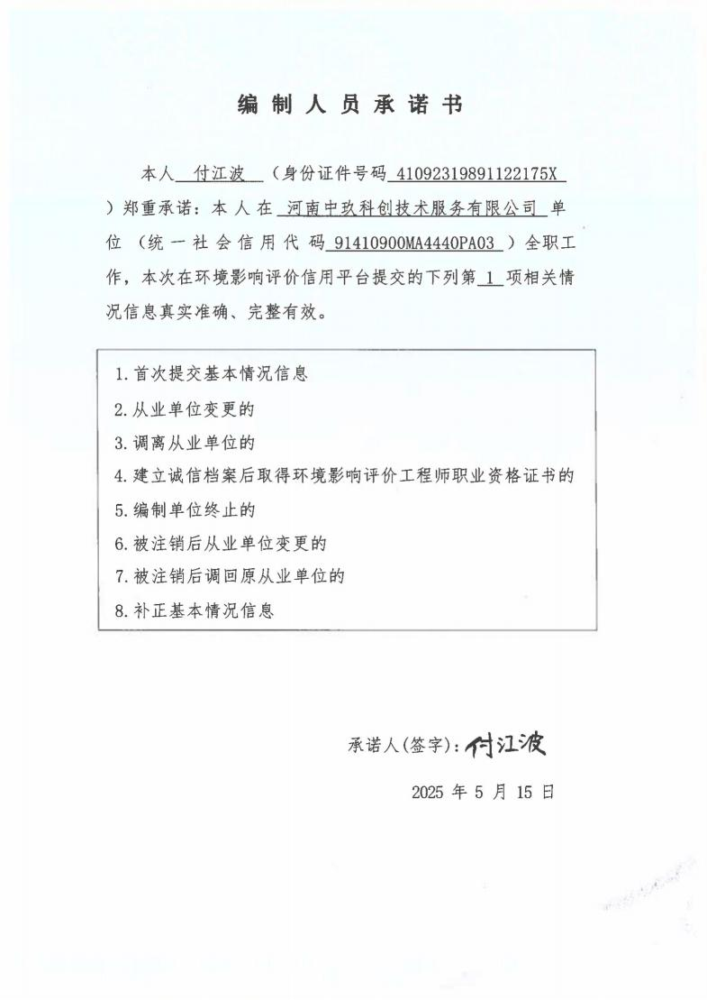 编制人员承诺书
本人 付江波 （身份证件号码 41092319891122175X
）郑重承诺：本人在 河南中玖科创技术服务有限公司 单
位（统一社会信用代码 91410900MA4440PA03 ）全职工
作，本次在环境影响评价信用平台提交的下列第 1 项相关情
况信息真实准确、完整有效。
1.首次提交基本情况信息
2.从业单位变更的
3.调离从业单位的
4.建立诚信档案后取得环境影响评价工程师职业资格证书的
5.编制单位终止的
6.被注销后从业单位变更的
7.被注销后调回原从业单位的
8.补正基本情况信息
承诺人(签字)：付江波
2025 年 5 月 15 日